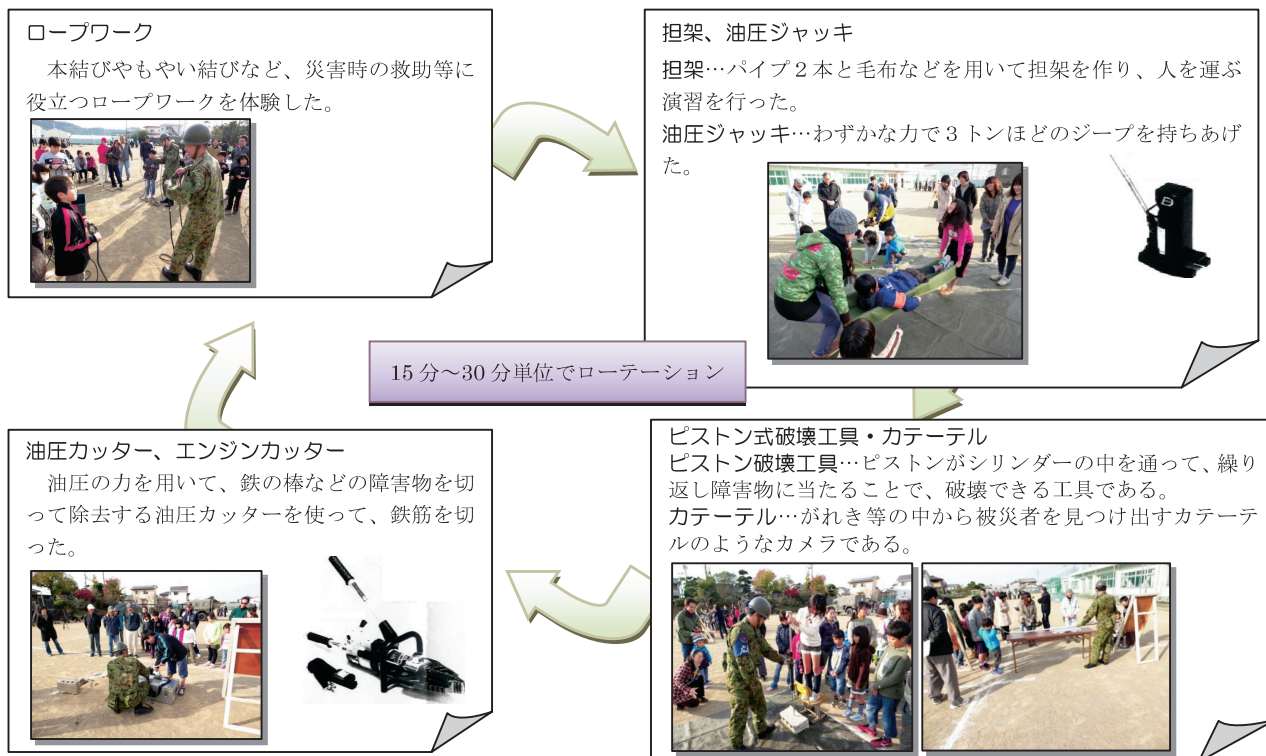 ロープワーク
本結びやもやい結びなど、災害時の救助等に
役立つロープワークを体験した。
担架、油圧ジャッキ
担架…パイプ２本と毛布などを用いて担架を作り、人を運ぶ
演習を行った。
油圧ジャッキ…わずかな力で３トンほどのジープを持ちあげ
た。
15 分～30 分単位でローテーション
油圧カッター、エンジンカッター
油圧の力を用いて、鉄の棒などの障害物を切
って除去する油圧カッターを使って、鉄筋を切
った。
ピストン式破壊工具・カテーテル
ピストン破壊工具…ピストンがシリンダーの中を通って、繰り
返し障害物に当たることで、破壊できる工具である。
カテーテル…がれき等の中から被災者を見つけ出すカテーテ
ルのようなカメラである。